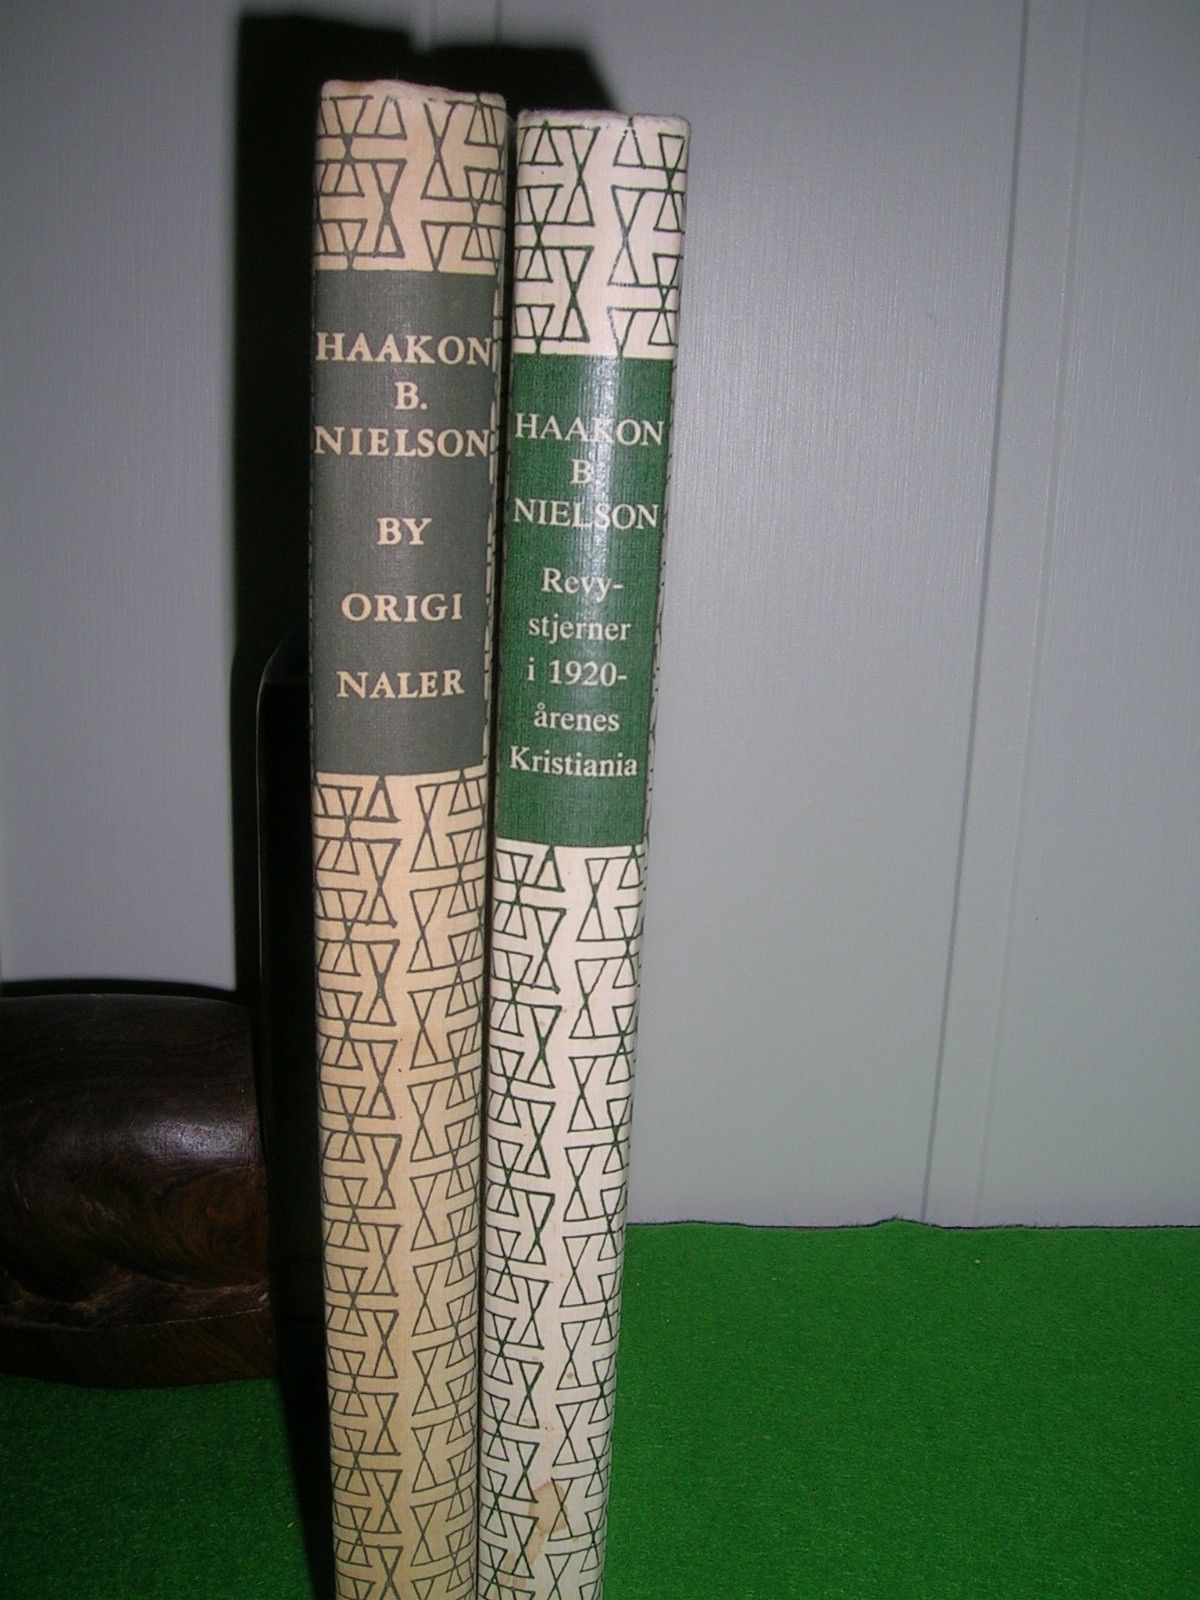 HAAKON
B.
NIELSON
BY
ORIGI
NALER
HAAKON
B.
NIELSON
Revy-
stjerner
i 1920-
årenes
Kristiania